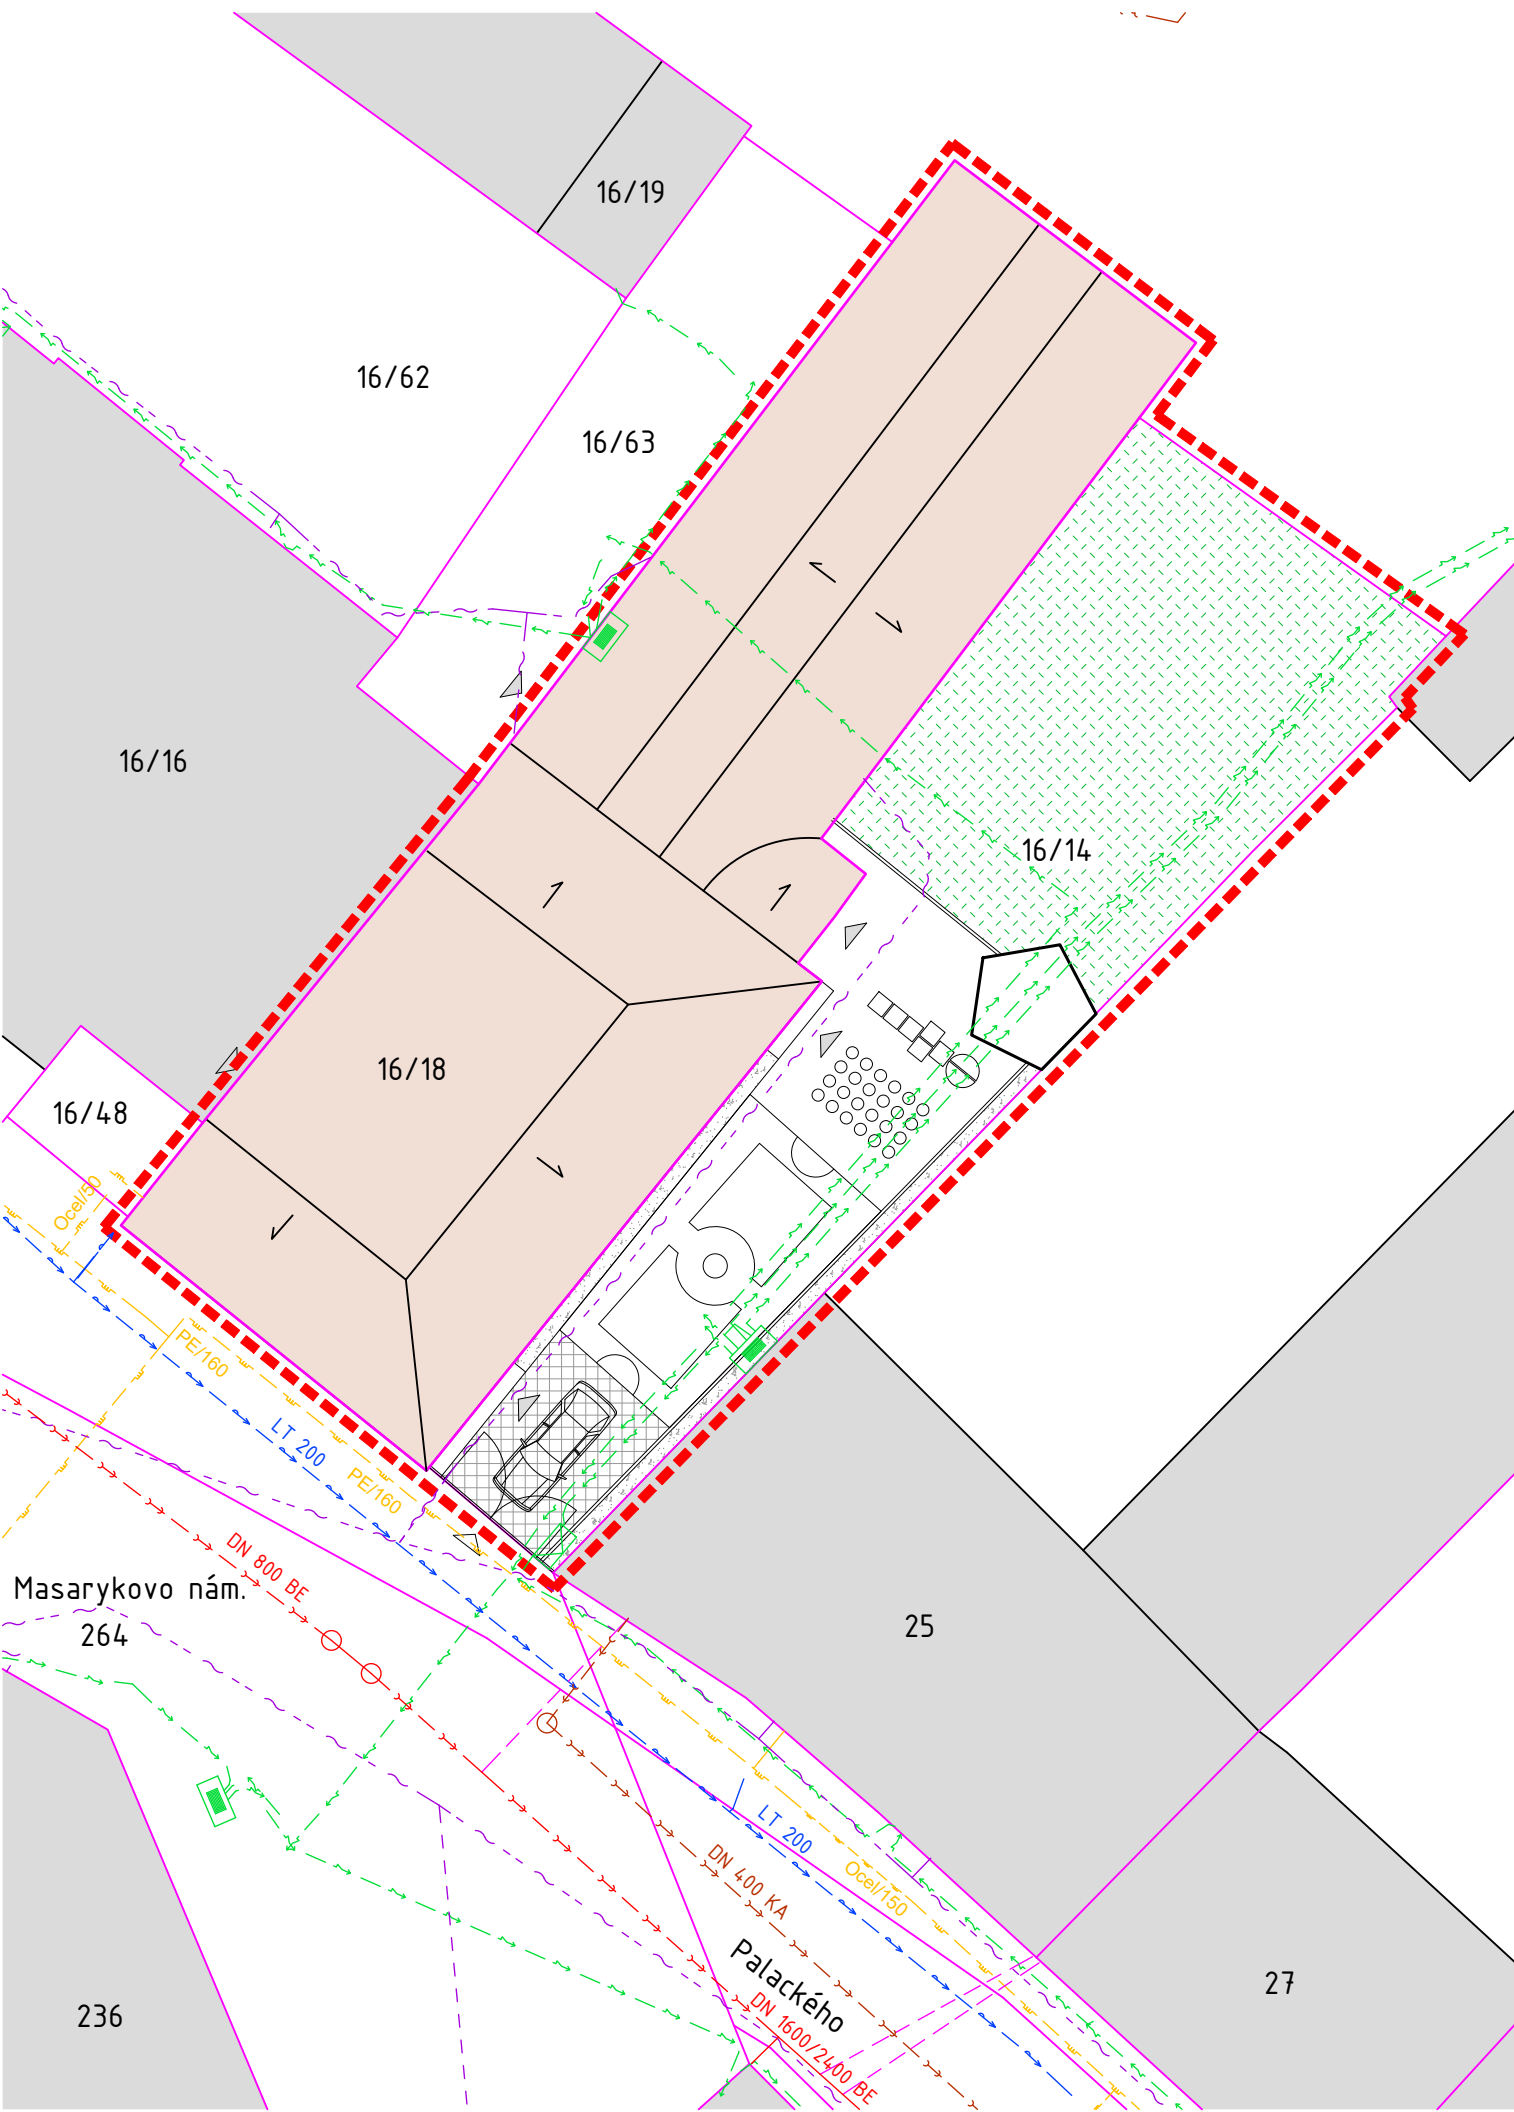 16/19
16/62
16/63
16/16
16/14
16/18
16/48
Ocel/50
PE/160
LT 200
PE/160
DN 800 BE
Masarykovo nám.
264
25
LT 200
DN 400 KA
Ocel/150
Palackého
27
DN 1600/2400 BE
236